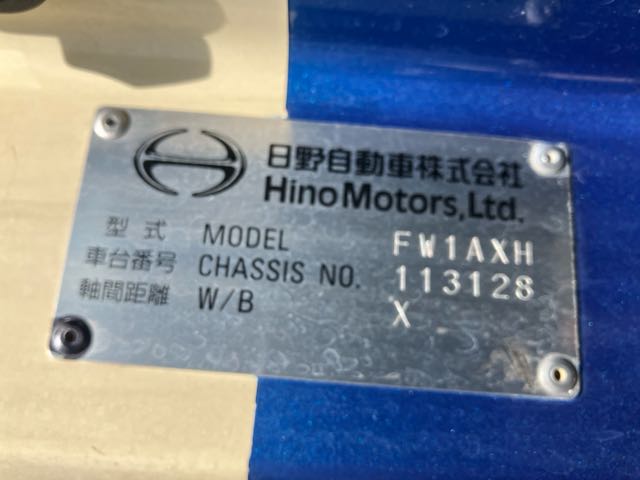 日野自動車株式会社
Hino Motors, Ltd.
型式 MODEL FW1AXH
車台番号 CHASSIS NO. 113128
軸間距離 W/B X